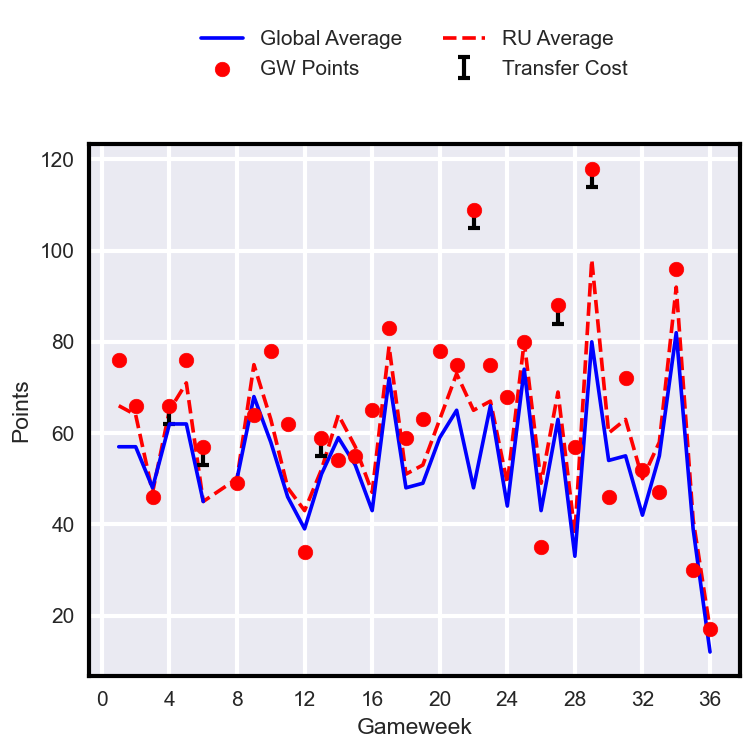 Global Average
RU Average
GW Points
Transfer Cost
120
100
80
60
40
20
Points
0 4 8 12 16 20 24 28 32 36
Gameweek